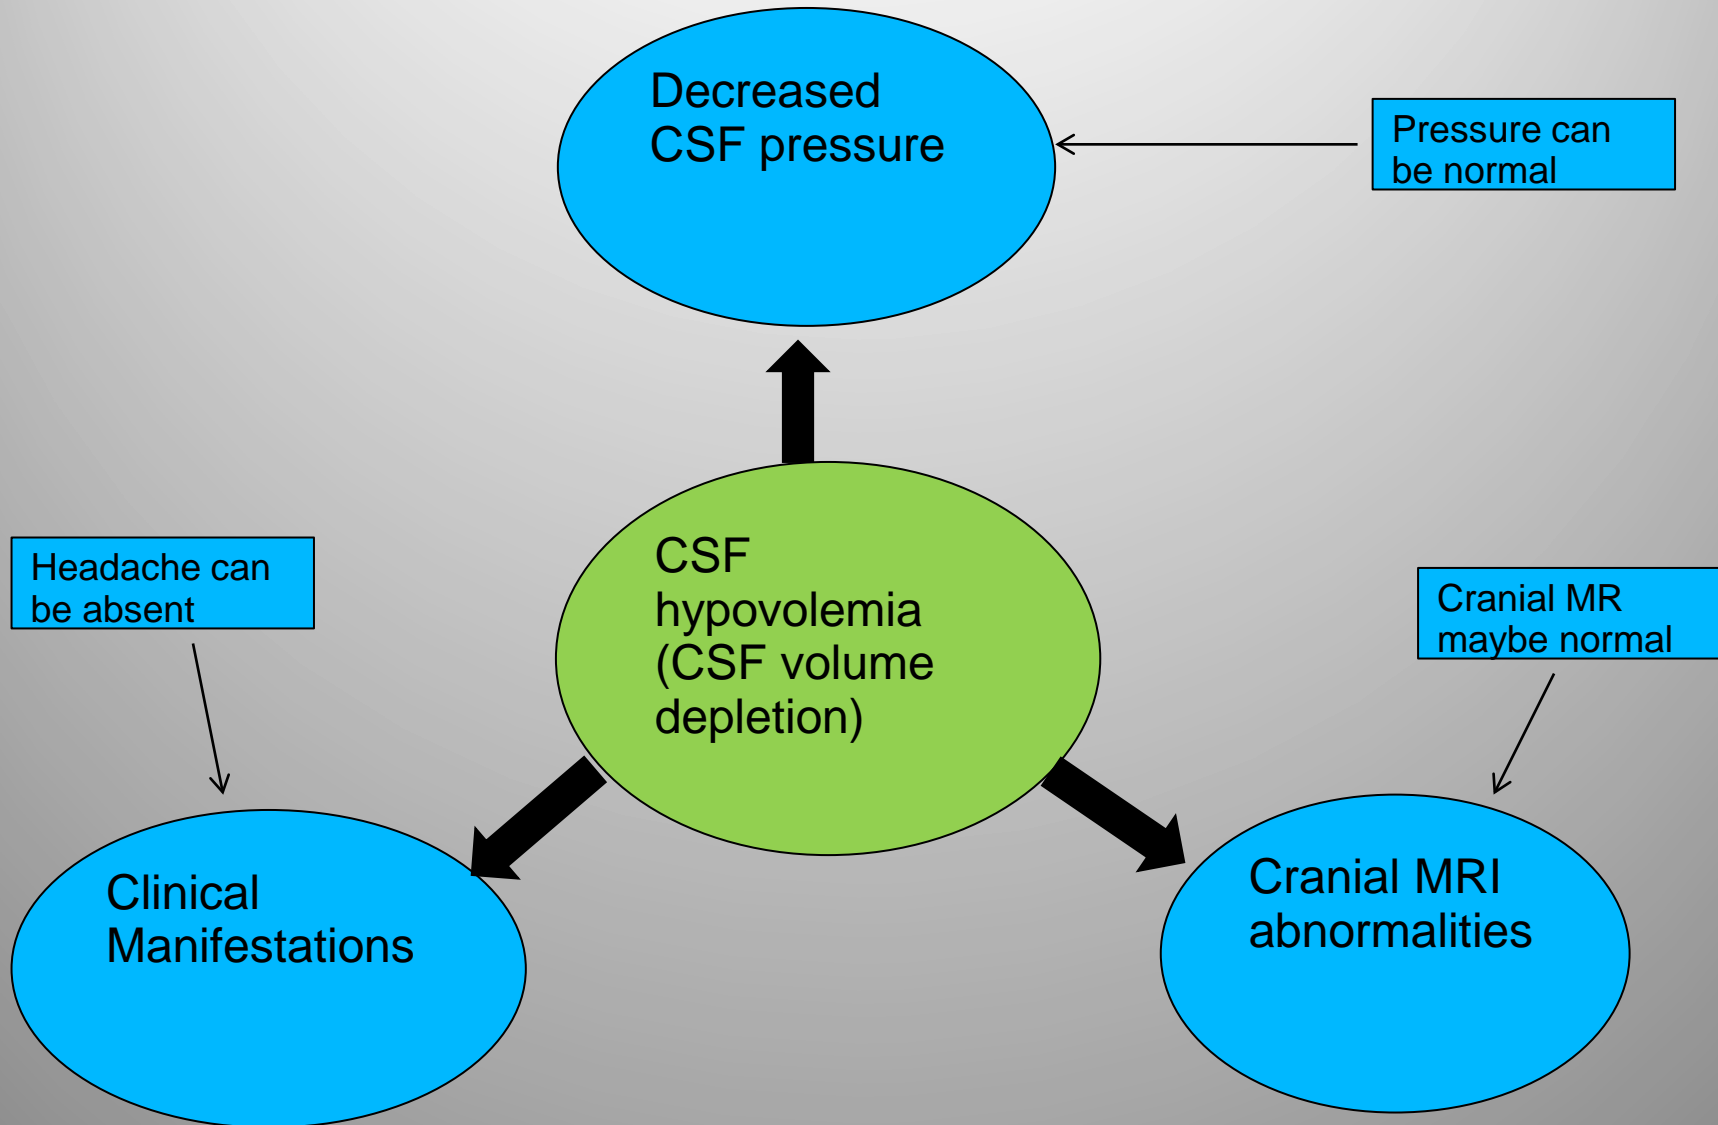 Decreased
CSF pressure
Pressure can
be normal
CSF
hypovolemia
(CSF volume
depletion)
Headache can
be absent
Cranial MR
maybe normal
Clinical
Manifestations
Cranial MRI
abnormalities